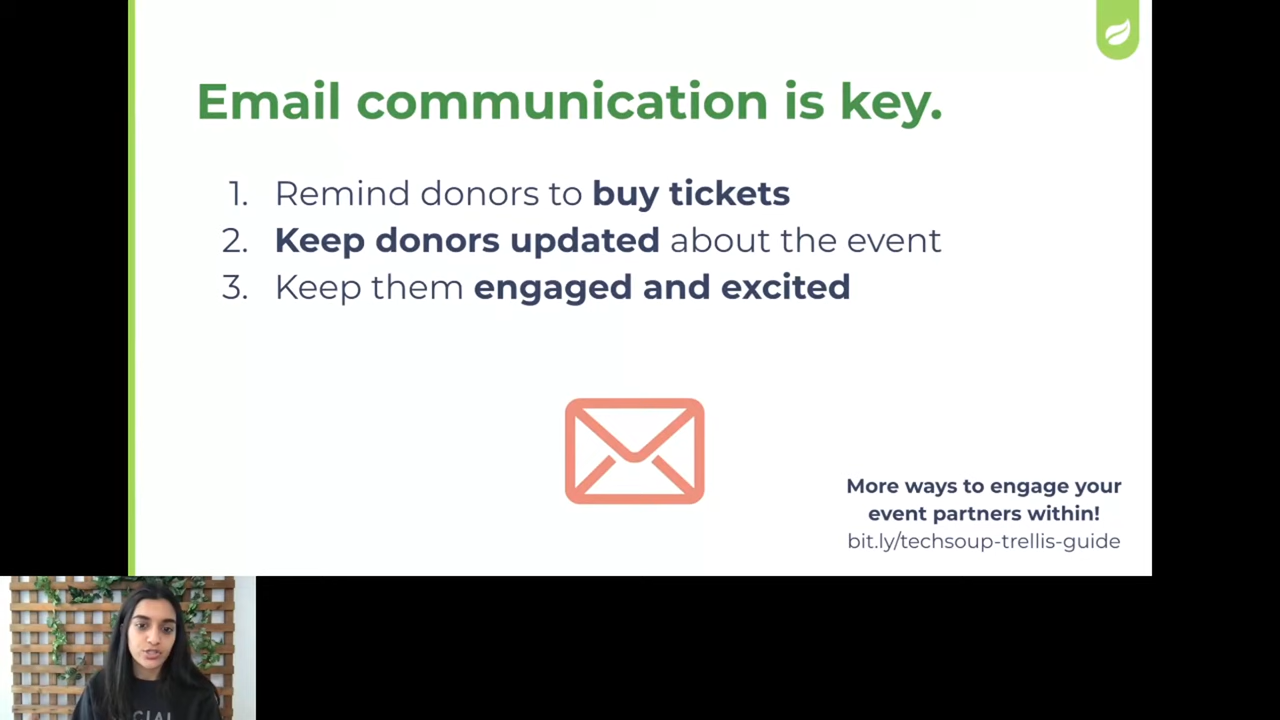 Email communication is key.
1. Remind donors to buy tickets
2. Keep donors updated about the event
3. Keep them engaged and excited
More ways to engage your
event partners within!
bit.ly/techsoup-trellis-guide